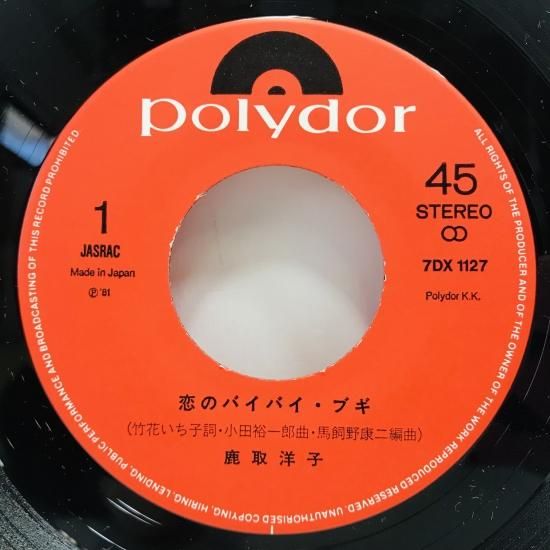 polydor
1
JASRAC
Made in Japan
Ⓟ'81
45
STEREO
7DX 1127
Polydor K.K.
恋のバイバイ・ブギ
(竹花いち子詞・小田裕一郎曲・馬飼野康二編曲)
鹿取洋子
ALL RIGHTS OF THE PRODUCER AND OF THE OWNER OF THE WORK REPRODUCED RESERVED. UNAUTHORISED COPYING, HIRING, LENDING, PUBLIC PERFORMANCE AND BROADCASTING OF THIS RECORD PROHIBITED.